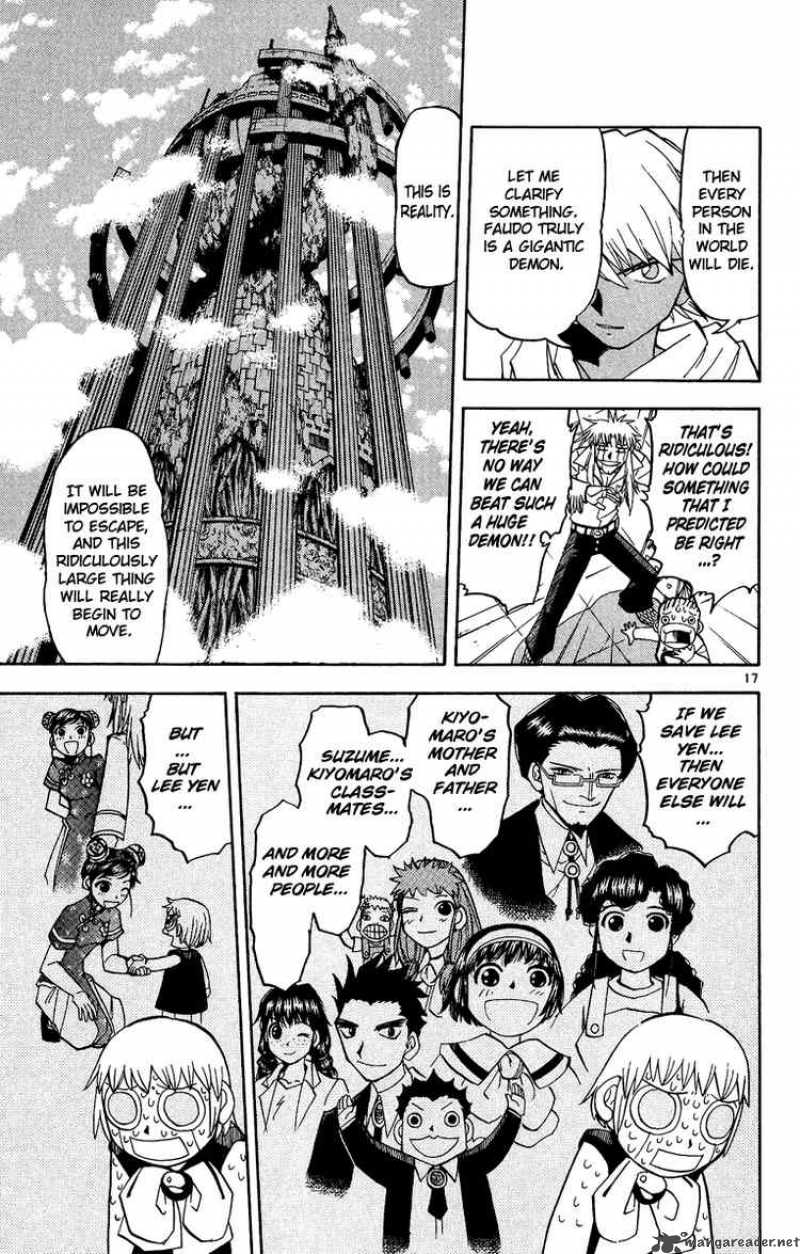 THEN
EVERY
PERSON
IN THE
WORLD
WILL DIE.
LET ME
CLARIFY
SOMETHING.
FAUDO TRULY
IS A GIGANTIC
DEMON.
THIS IS
REALITY.
IT WILL BE
IMPOSSIBLE
TO ESCAPE,
AND THIS
RIDICULOUSLY
LARGE THING
WILL REALLY
BEGIN TO
MOVE.
THAT'S
RIDICULOUS!
HOW COULD
SOMETHING
THAT I
PREDICTED
BE RIGHT
...?
YEAH,
THERE'S
NO WAY
WE CAN
BEAT SUCH
A HUGE
DEMON!!
17
IF WE
SAVE LEE
YEN...
THEN
EVERYONE
ELSE WILL
...
KIYO-
MARO'S
MOTHER
AND
FATHER
...
SUZUME...
KIYOMARO'S
CLASS-
MATES...
AND MORE
AND MORE
PEOPLE...
BUT
...
BUT
LEE YEN
...
mangareader.net